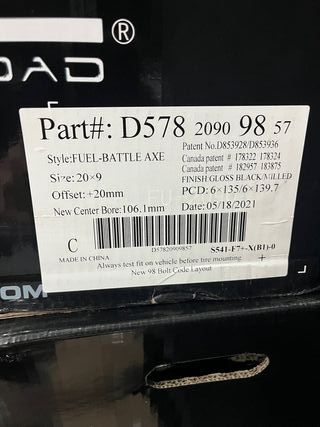 ®
OAD
Part#: D578 2090 98 57
Patent No.D853928/D853936
Style:FUEL-BATTLE AXE
Canada patent # 178322 178324
Canada patent # 182957 183875
Size: 20×9
FINISH:GLOSS BLACK/MILLED
Offset: +20mm
PCD: 6×135/6×139.7
New Center Bore:106.1mm
Date: 05/18/2021
C
D57820909857
S541-F7+-X(B1)-0
MADE IN CHINA
Always test fit on vehicle before tire mounting
New 98 Bolt Code Layout
OM